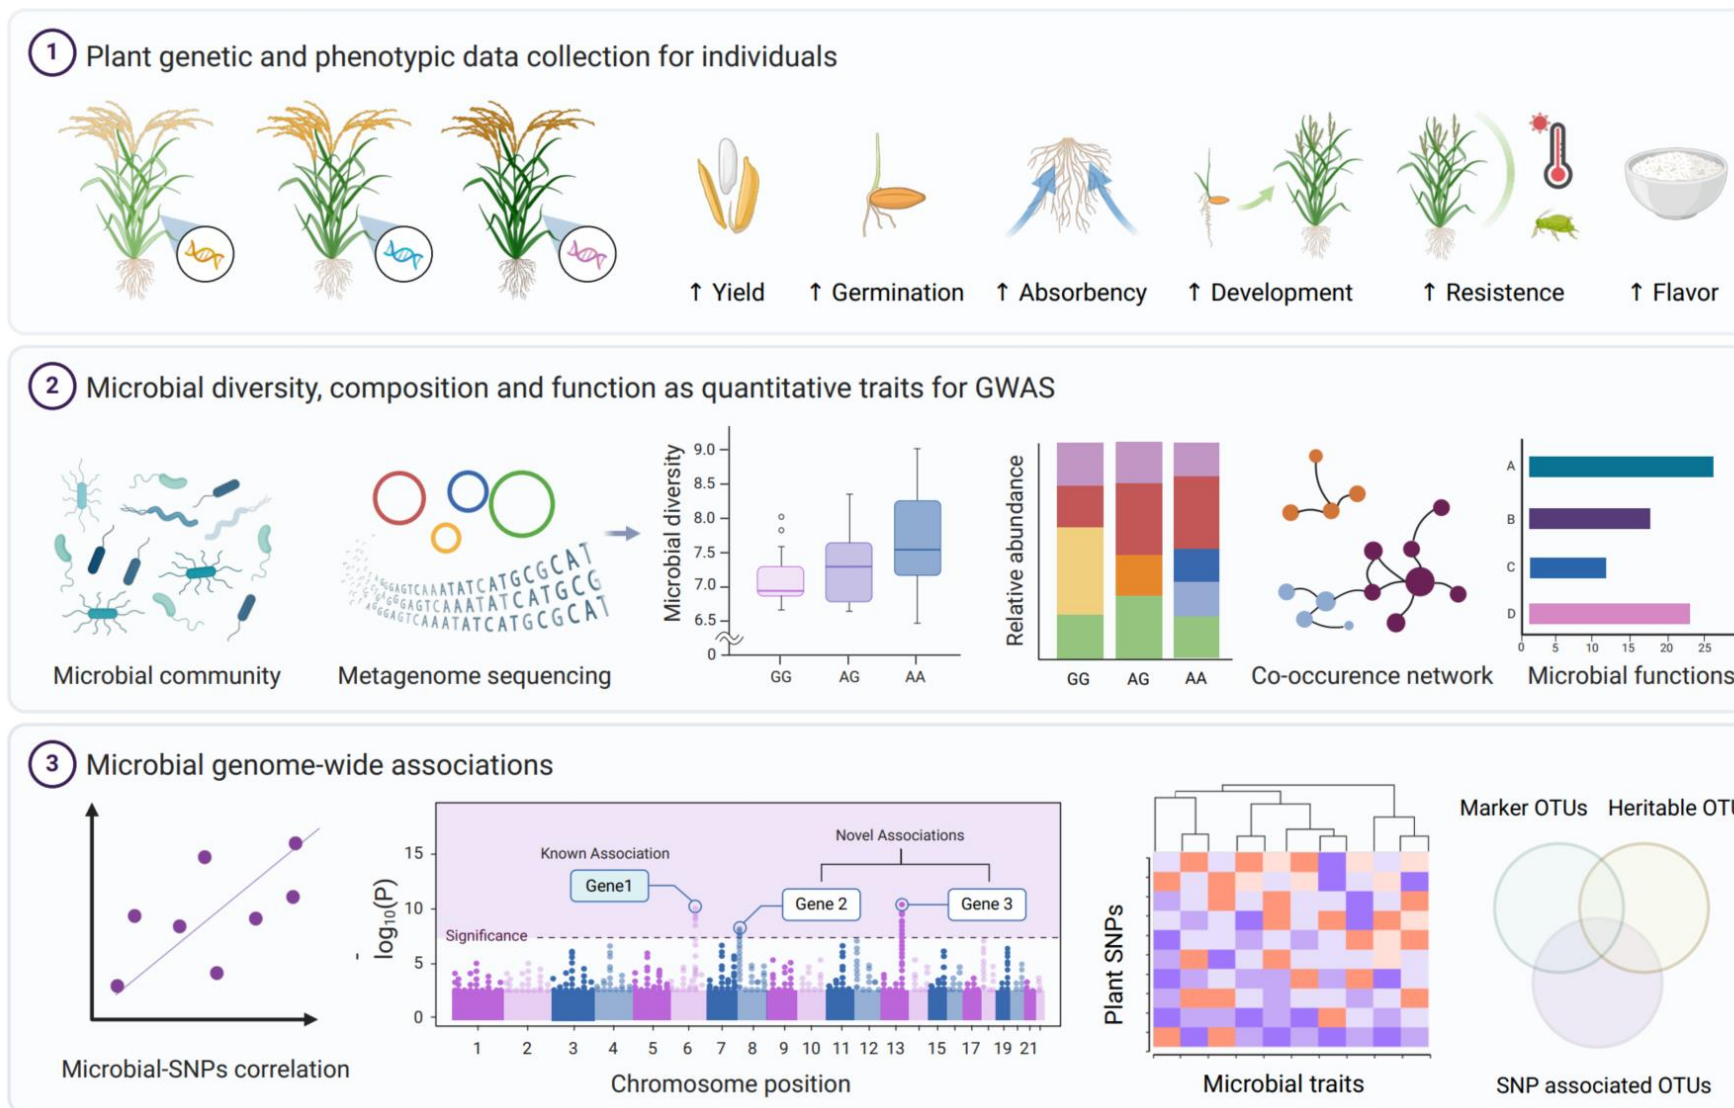 1 Plant genetic and phenotypic data collection for individuals
↑ Yield ↑ Germination ↑ Absorbency ↑ Development ↑ Resistence ↑ Flavor
2 Microbial diversity, composition and function as quantitative traits for GWAS
Microbial community
AGGGAGTCAAATATCATGCGCAT
GGGAGTCAAATATCATGCG
AGGGAGTCAAATATCATGCGCAT
Metagenome sequencing
Microbial diversity
9.0
8.5
8.0
7.5
7.0
6.5
0
GG AG AA
Relative abundance
GG AG AA
Co-occurence network
A
B
C
D
0 5 10 15 20 25
Microbial functions
3 Microbial genome-wide associations
Microbial-SNPs correlation
-log₁₀(P)
15
10
5
0
Significance
Known Association
Gene1
Novel Associations
Gene 2
Gene 3
1 2 3 4 5 6 7 8 9 10 11 12 13 15 17 19 21
Chromosome position
Plant SNPs
Microbial traits
Marker OTUs Heritable OTU
SNP associated OTUs